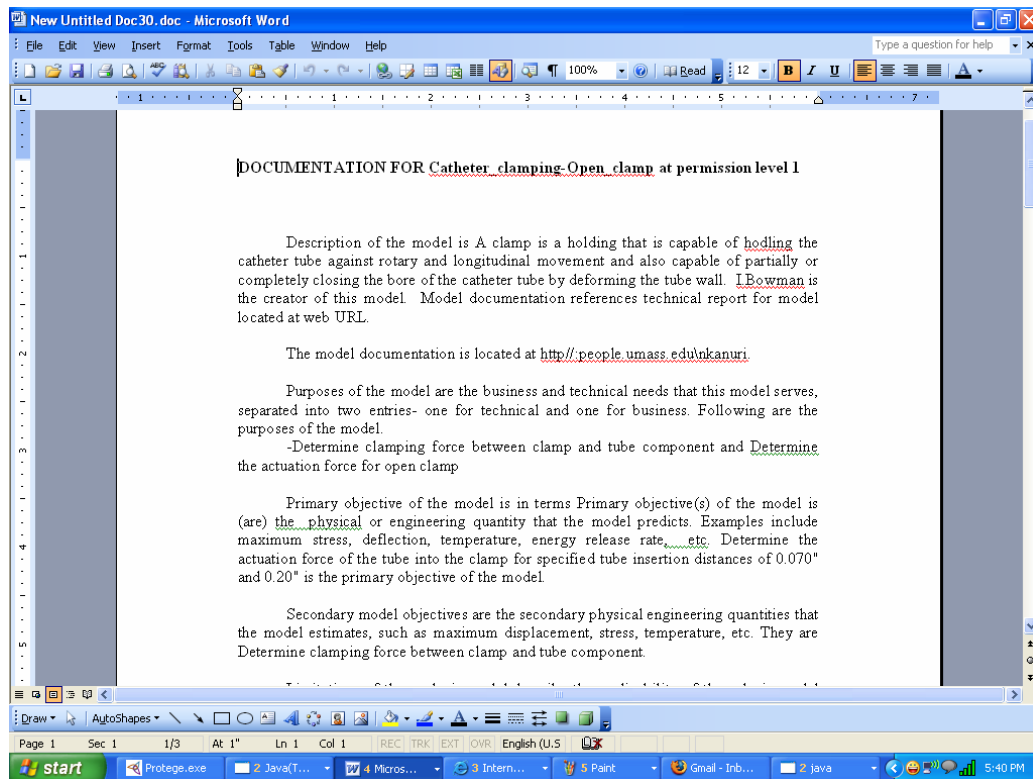 New Untitled Doc30.doc - Microsoft Word
File Edit View Insert Format Tools Table Window Help
Type a question for help
100% Read 12 B I U A
1 1 2 3 4 5 7
DOCUMENTATION FOR Catheter_clamping-Open_clamp at permission level 1
Description of the model is A clamp is a holding that is capable of hodling the
catheter tube against rotary and longitudinal movement and also capable of partially or
completely closing the bore of the catheter tube by deforming the tube wall. I.Bowman is
the creator of this model. Model documentation references technical report for model
located at web URL.
The model documentation is located at http//:people.umass.edu\nkanuri.
Purposes of the model are the business and technical needs that this model serves,
separated into two entries- one for technical and one for business. Following are the
purposes of the model.
-Determine clamping force between clamp and tube component and Determine
the actuation force for open clamp
Primary objective of the model is in terms Primary objective(s) of the model is
(are) the physical or engineering quantity that the model predicts. Examples include
maximum stress, deflection, temperature, energy release rate, etc. Determine the
actuation force of the tube into the clamp for specified tube insertion distances of 0.070"
and 0.20" is the primary objective of the model.
Secondary model objectives are the secondary physical engineering quantities that
the model estimates, such as maximum displacement, stress, temperature, etc. They are
Determine clamping force between clamp and tube component.
Draw AutoShapes A
Page 1 Sec 1 1/3 At 1" Ln 1 Col 1 REC TRK EXT OVR English (U.S
start Protege.exe 2 Java(T... 4 Micros... 3 Intern... 5 Paint Gmail - Inb... 2 java 5:40 PM